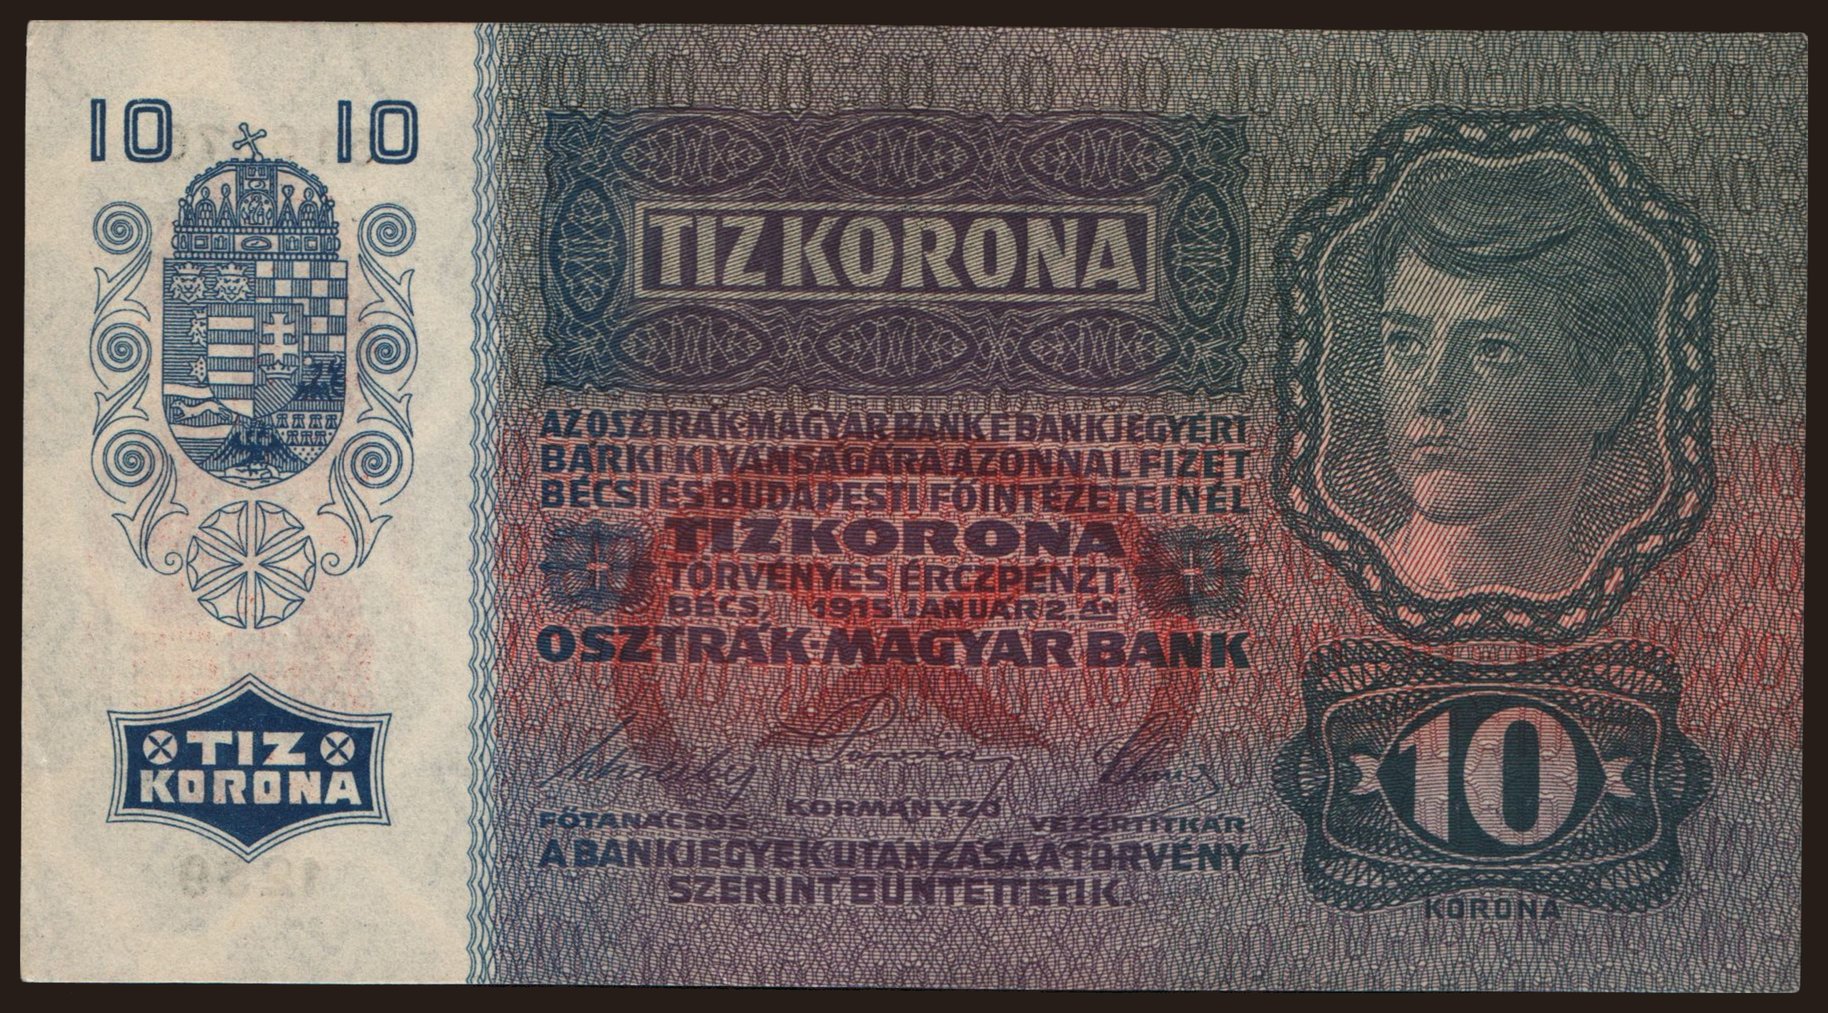 10 10
TIZ
KORONA
TIZ KORONA
AZ OSZTRÁK-MAGYAR BANK E BANKJEGYÉRT
BÁRKI KIVÁNSÁGÁRA AZONNAL FIZET
BÉCSI ÉS BUDAPESTI FŐINTÉZETEINÉL
TIZ KORONA
TÖRVÉNYES ÉRCZPÉNZT.
BÉCS, 1915 JANUÁR 2.ÁN
OSZTRÁK-MAGYAR BANK
KORMÁNYZÓ
FŐTANÁCSOS VEZÉRTITKÁR
A BANKJEGYEK UTÁNZÁSA A TÖRVÉNY
SZERINT BÜNTETTETIK.
10
KORONA